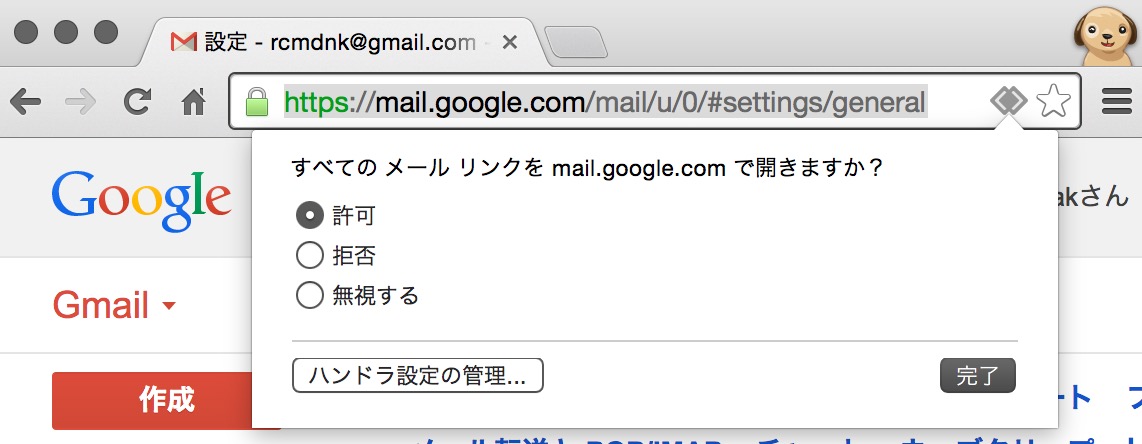 設定 - rcmdnk@gmail.com -
https://mail.google.com/mail/u/0/#settings/general
すべての メール リンクを mail.google.com で開きますか？
Google
akさん
許可
拒否
無視する
Gmail
ハンドラ設定の管理...
完了
作成
ート